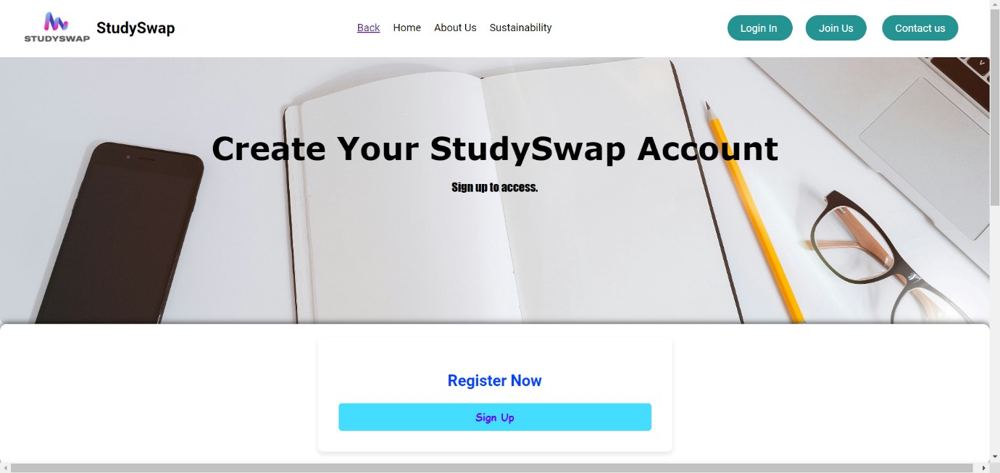 STUDYSWAP
StudySwap
Back Home About Us Sustainability
Login In Join Us Contact us
Create Your StudySwap Account
Sign up to access.
Register Now
Sign Up